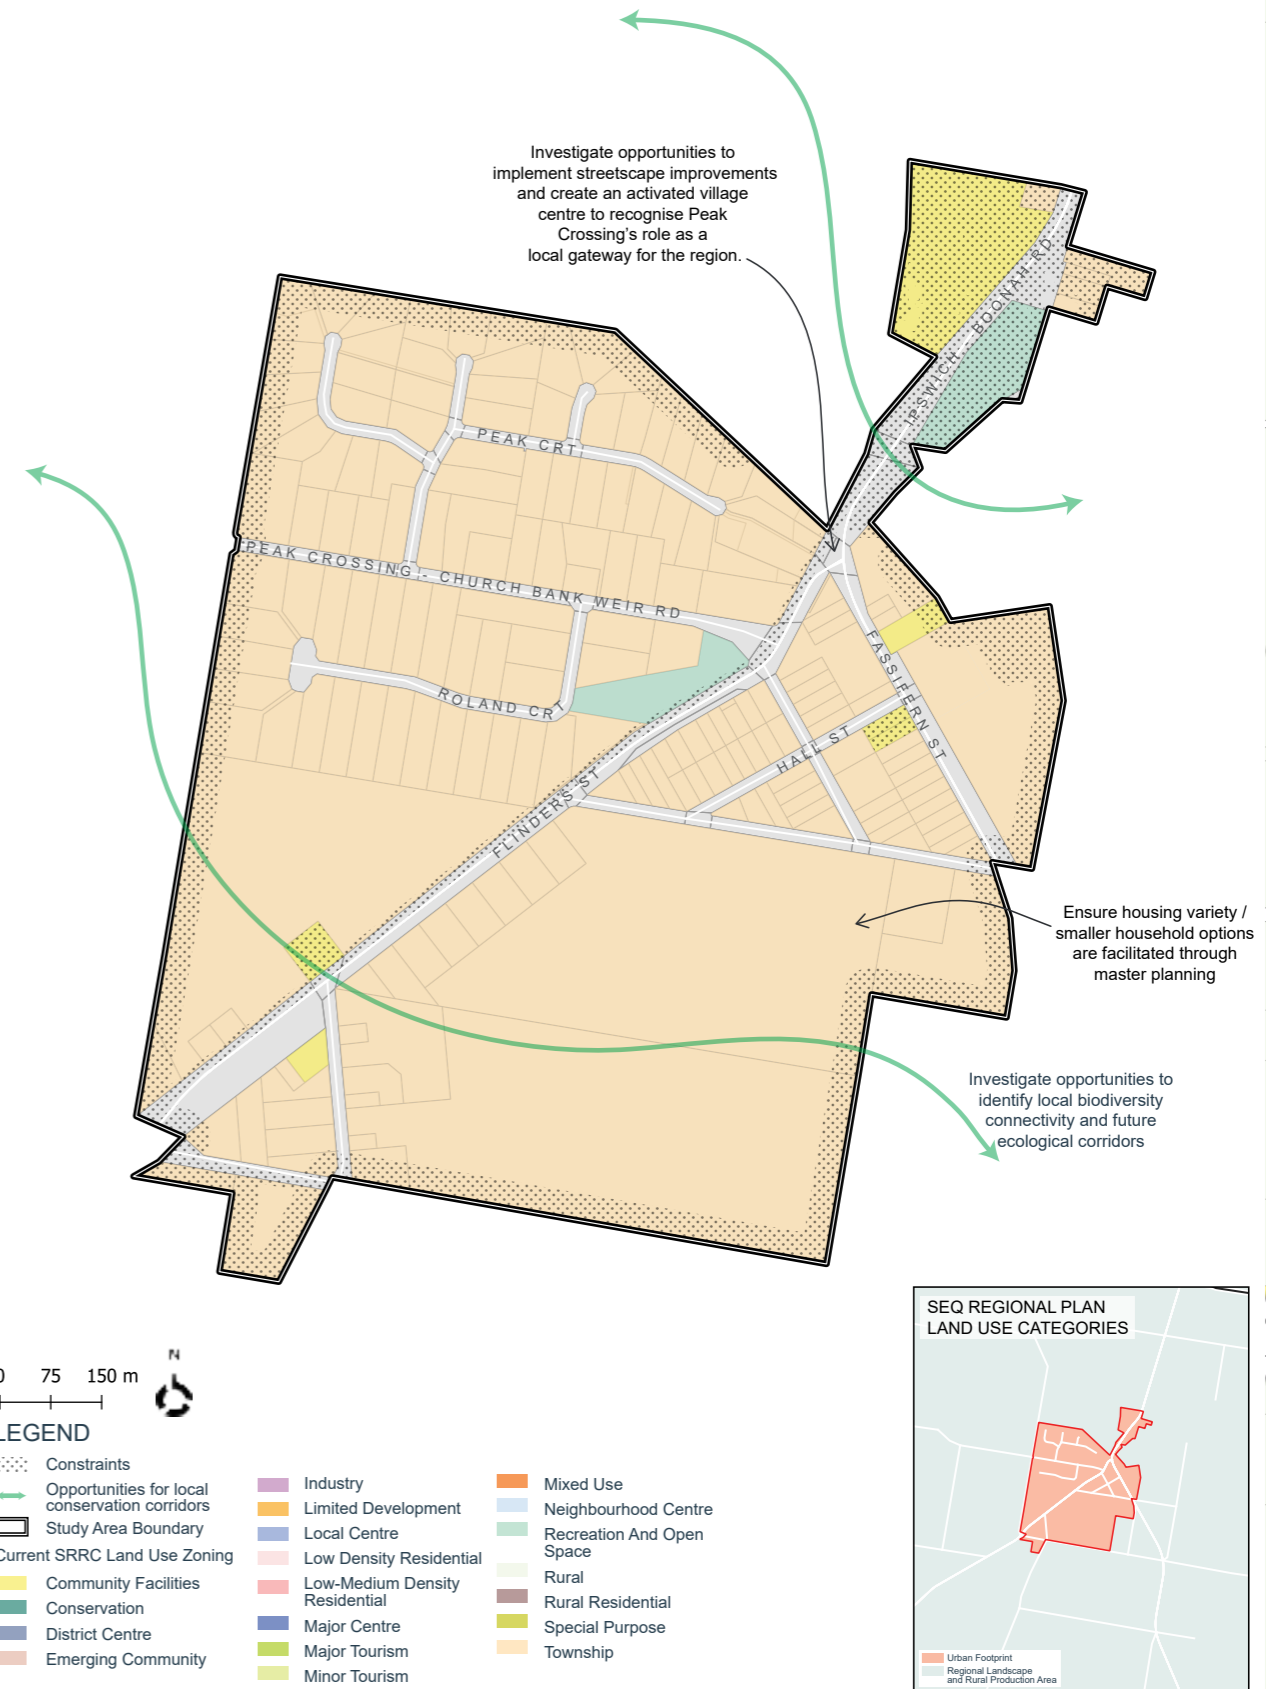 Investigate opportunities to
implement streetscape improvements
and create an activated village
centre to recognise Peak
Crossing's role as a
local gateway for the region.
IPSWICH - BOONAH RD
PEAK CRT
PEAK CROSSING - CHURCH BANK WEIR RD
FASSIFERN ST
ROLAND CRT
HALL ST
FLINDERS ST
Ensure housing variety /
smaller household options
are facilitated through
master planning
Investigate opportunities to
identify local biodiversity
connectivity and future
ecological corridors
0 75 150 m
N
LEGEND
Constraints
Opportunities for local
conservation corridors
Study Area Boundary
Current SRRC Land Use Zoning
Community Facilities
Conservation
District Centre
Emerging Community
Industry
Limited Development
Local Centre
Low Density Residential
Low-Medium Density
Residential
Major Centre
Major Tourism
Minor Tourism
Mixed Use
Neighbourhood Centre
Recreation And Open
Space
Rural
Rural Residential
Special Purpose
Township
SEQ REGIONAL PLAN
LAND USE CATEGORIES
Urban Footprint
Regional Landscape
and Rural Production Area